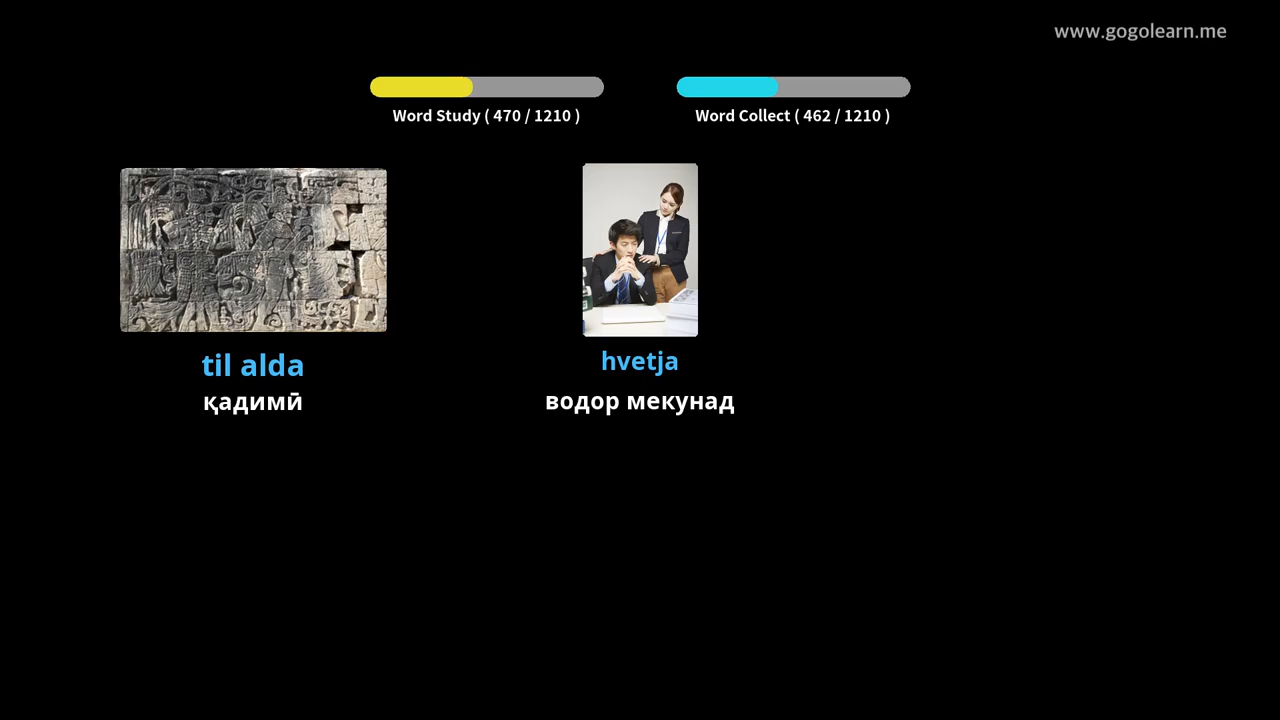 www.gogolearn.me
Word Study ( 470 / 1210 )
Word Collect ( 462 / 1210 )
til alda
қадимӣ
hvetja
водор мекунад